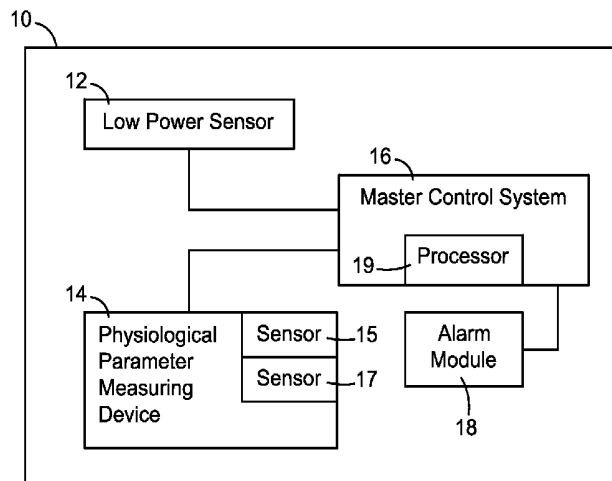 10
12
Low Power Sensor
16
Master Control System
19
Processor
14
Physiological
Parameter
Measuring
Device
Sensor
15
Sensor
17
Alarm
Module
18